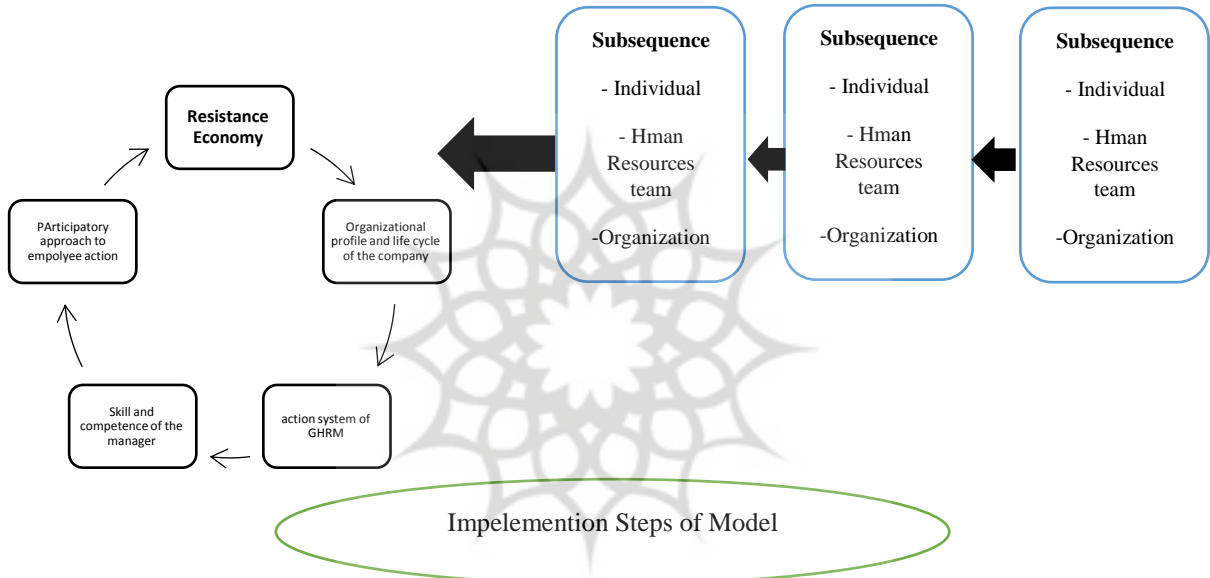 Resistance
Economy
Organizational
profile and life cycle
of the company
action system of
GHRM
Skill and
competence of the
manager
PArticipatory
approach to
empolyee action
Subsequence
- Individual
- Hman
Resources
team
-Organization
Subsequence
- Individual
- Hman
Resources
team
-Organization
Subsequence
- Individual
- Hman
Resources
team
-Organization
Impelemention Steps of Model